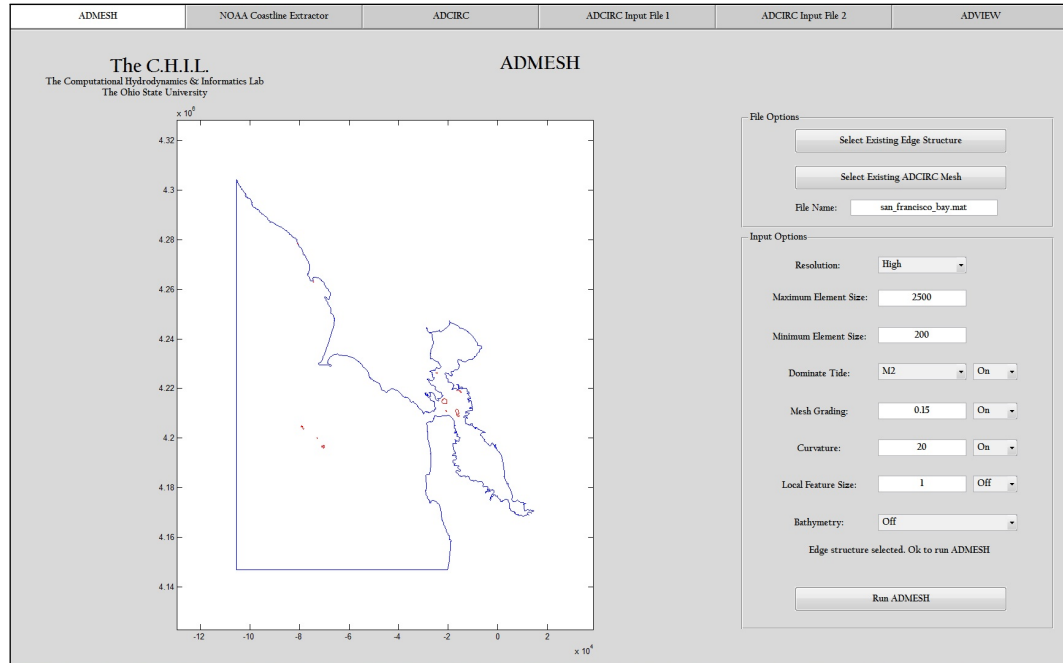 ADMESH
NOAA Coastline Extractor
ADCIRC
ADCIRC Input File 1
ADCIRC Input File 2
ADVIEW
The C.H.I.L.
The Computational Hydrodynamics & Informatics Lab
The Ohio State University
ADMESH
x 10^6
4.32
4.3
4.28
4.26
4.24
4.22
4.2
4.18
4.16
4.14
-12
-10
-8
-6
-4
-2
0
2
4
x 10^4
File Options
Select Existing Edge Structure
Select Existing ADCIRC Mesh
File Name: san_francisco_bay.mat
Input Options
Resolution: High
Maximum Element Size: 2500
Minimum Element Size: 200
Dominate Tide: M2 On
Mesh Grading: 0.15 On
Curvature: 20 On
Local Feature Size: 1 Off
Bathymetry: Off
Edge structure selected. Ok to run ADMESH
Run ADMESH